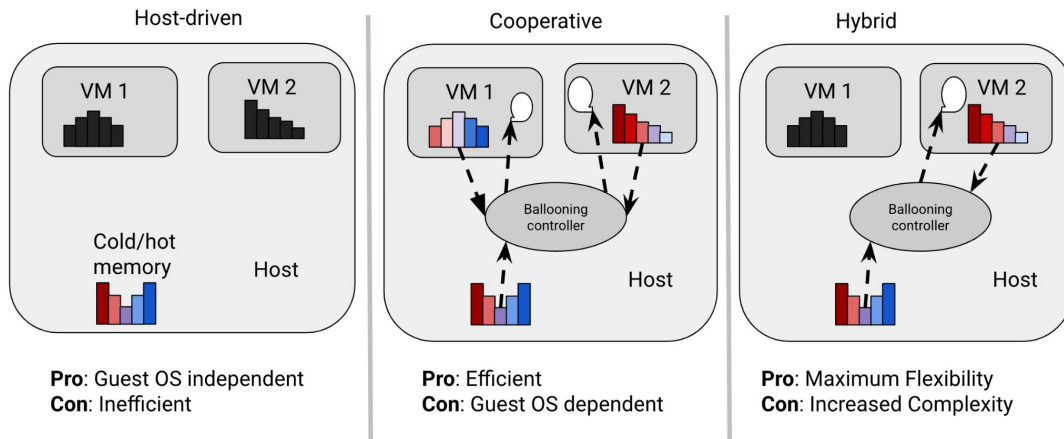 Host-driven
VM 1
VM 2
Cold/hot
memory
Host
Pro: Guest OS independent
Con: Inefficient
Cooperative
VM 1
VM 2
Ballooning
controller
Host
Pro: Efficient
Con: Guest OS dependent
Hybrid
VM 1
VM 2
Ballooning
controller
Host
Pro: Maximum Flexibility
Con: Increased Complexity